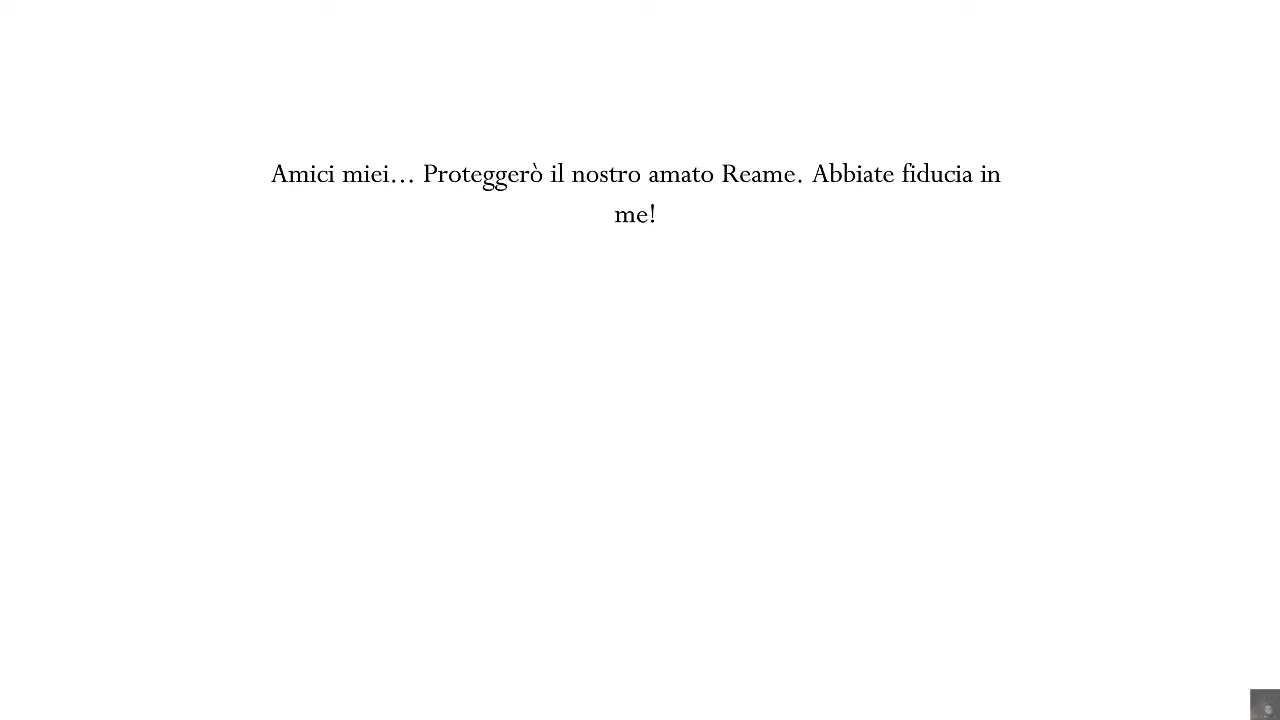 Amici miei… Proteggerò il nostro amato Reame. Abbiate fiducia in
me!